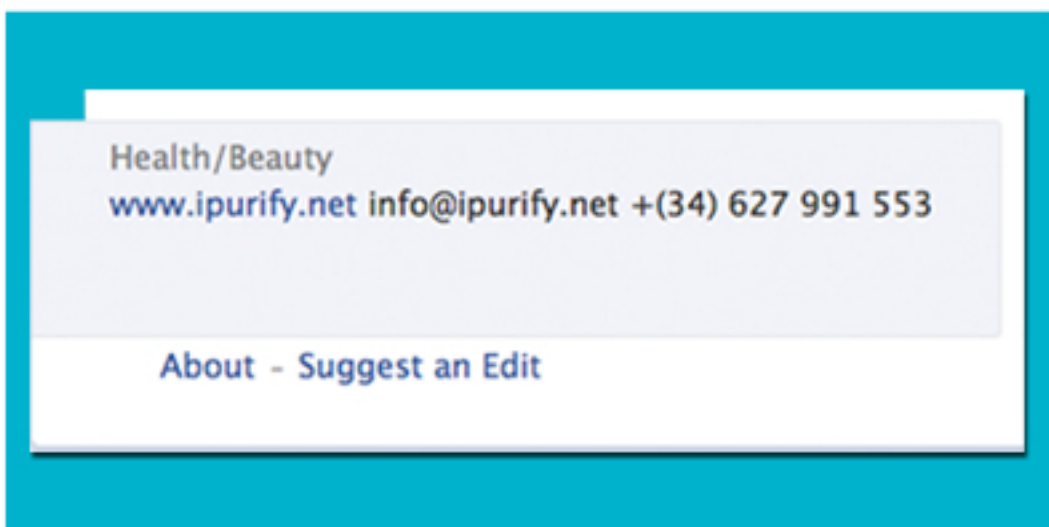 Health/Beauty
www.ipurify.net info@ipurify.net +(34) 627 991 553
About - Suggest an Edit